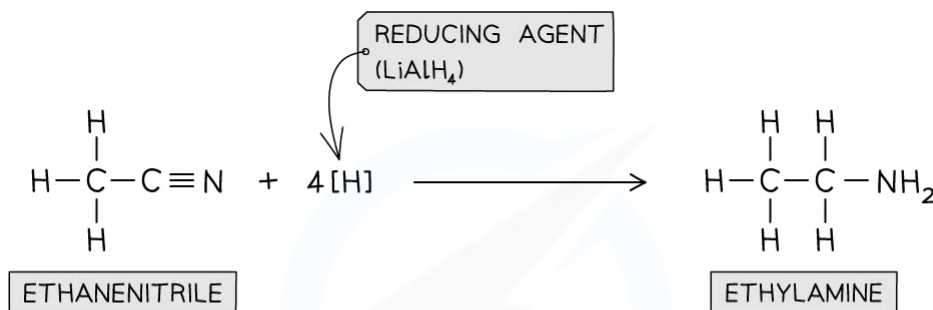 REDUCING AGENT
(LiAlH₄)
H H H
H—C—C≡N + 4[H] H—C—C—NH₂
H H H
ETHANENITRILE ETHYLAMINE